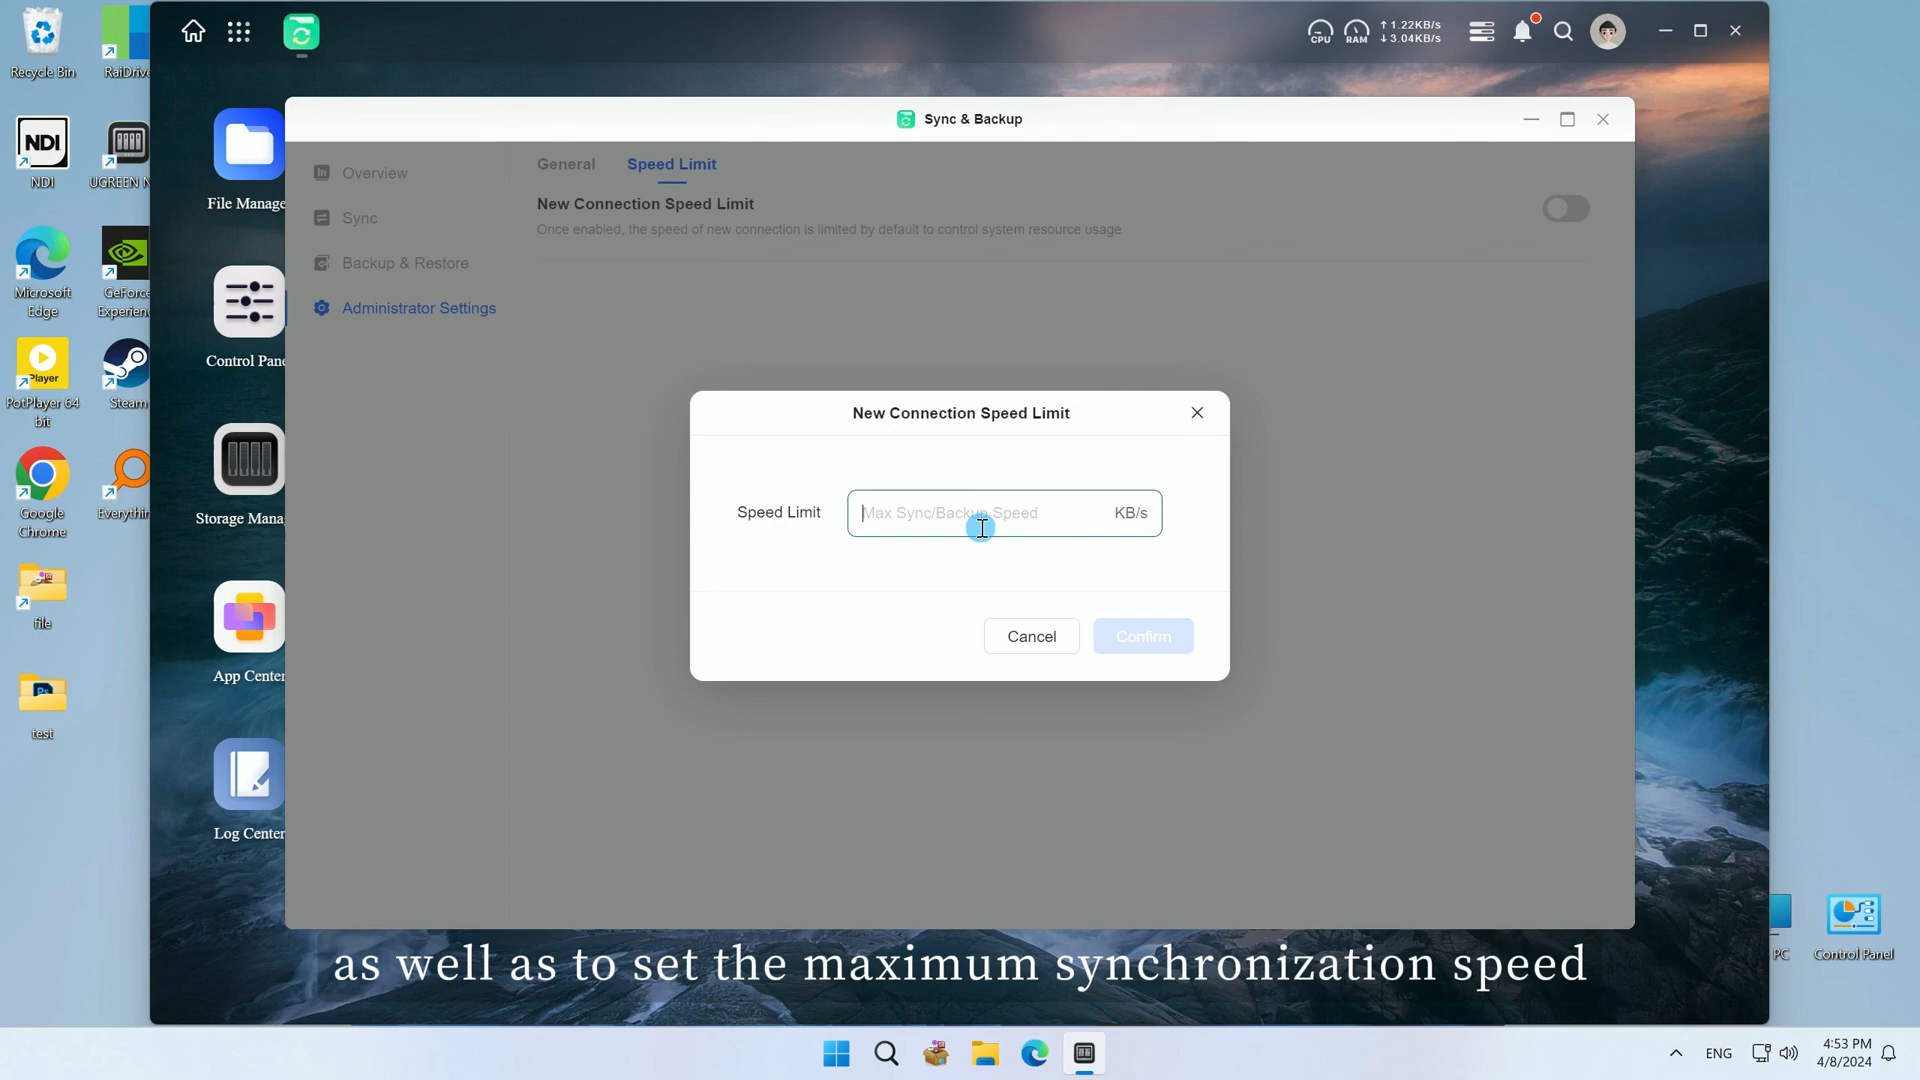 Recycle Bin
RaiDrive
NDI
NDI
UGREEN N
Microsoft
Edge
GeForce
Experien
Player
PotPlayer 64
bit
Steam
Google
Chrome
Everythin
file
Ps
test
CPU
RAM
↑ 1.22KB/s
↓ 3.04KB/s
File Manage
Control Pane
Storage Mana
App Center
Log Center
Sync & Backup
Overview
Sync
Backup & Restore
Administrator Settings
General
Speed Limit
New Connection Speed Limit
Once enabled, the speed of new connection is limited by default to control system resource usage
New Connection Speed Limit
Speed Limit
Max Sync/Backup Speed
KB/s
Cancel
Confirm
as well as to set the maximum synchronization speed
PC
Control Panel
ENG
4:53 PM
4/8/2024